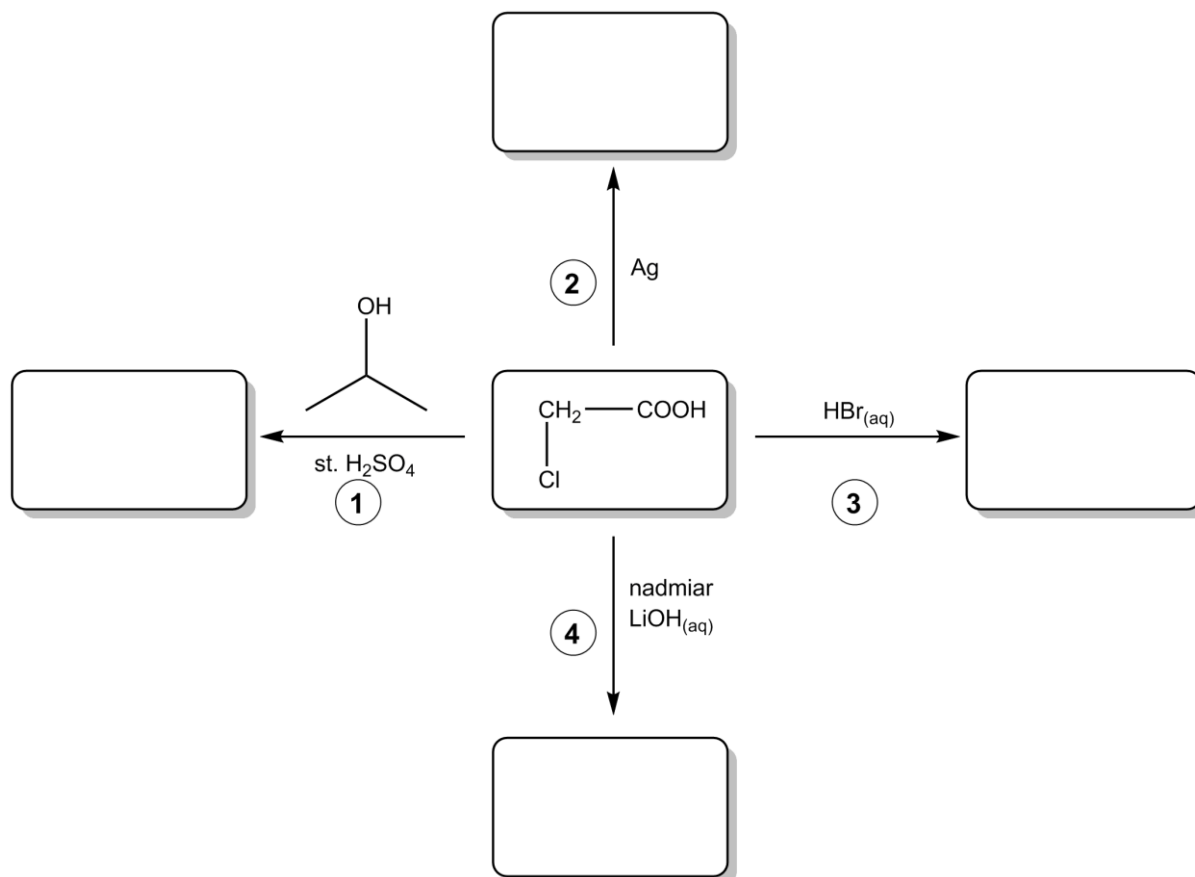 2
Ag
OH
st. H₂SO₄
1
CH₂ COOH
Cl
HBr(aq)
3
nadmiar
LiOH(aq)
4